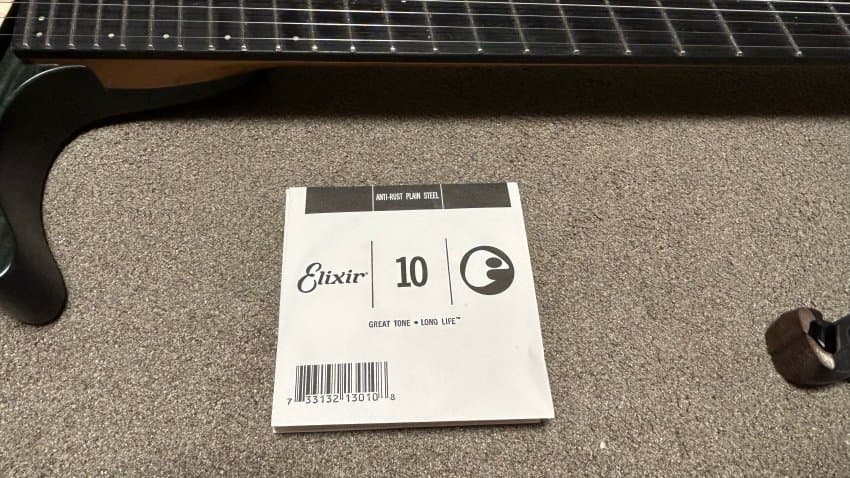 ANTI-RUST PLAIN STEEL
Elixir®
10
GREAT TONE • LONG LIFE™
7 33132 13010 8